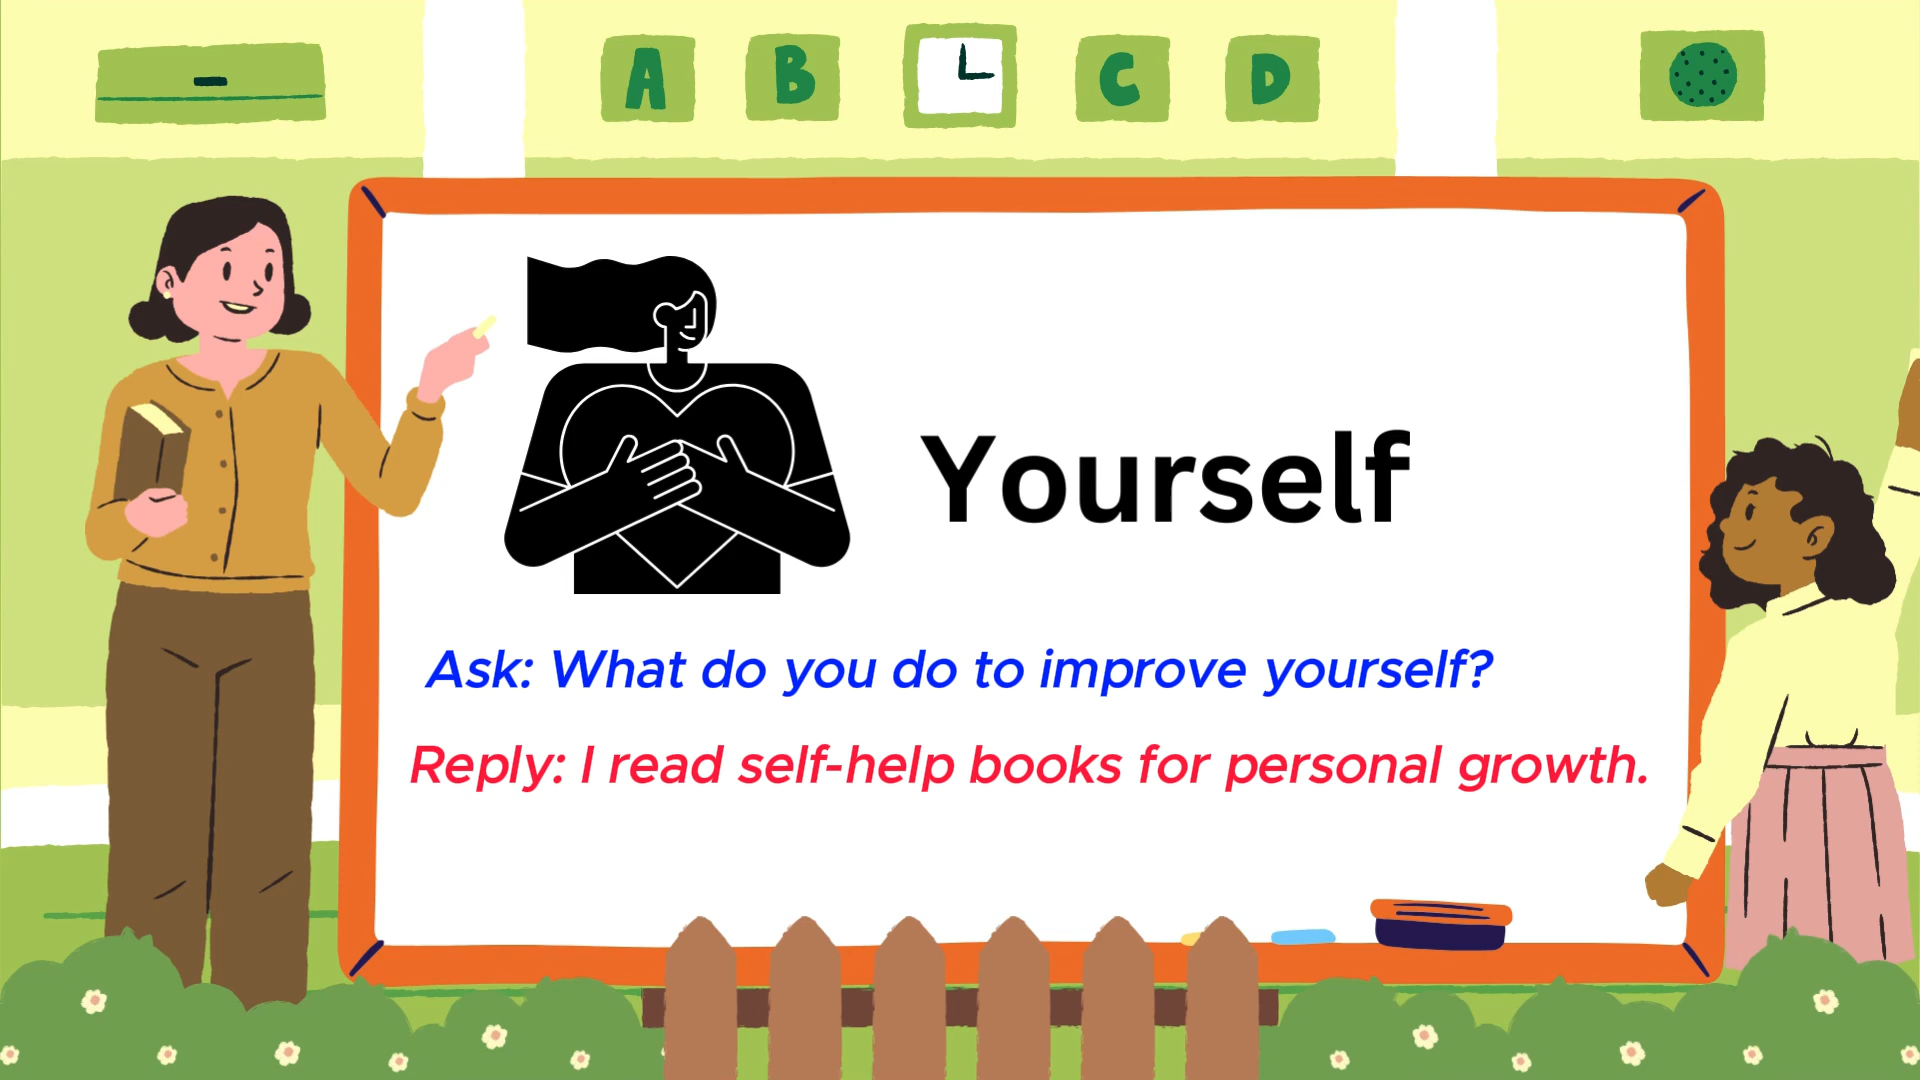 A B C D
Yourself
Ask: What do you do to improve yourself?
Reply: I read self-help books for personal growth.